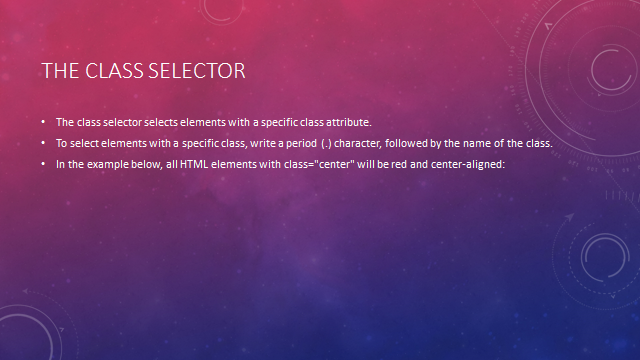 THE CLASS SELECTOR
• The class selector selects elements with a specific class attribute.
• To select elements with a specific class, write a period (.) character, followed by the name of the class.
• In the example below, all HTML elements with class="center" will be red and center-aligned: